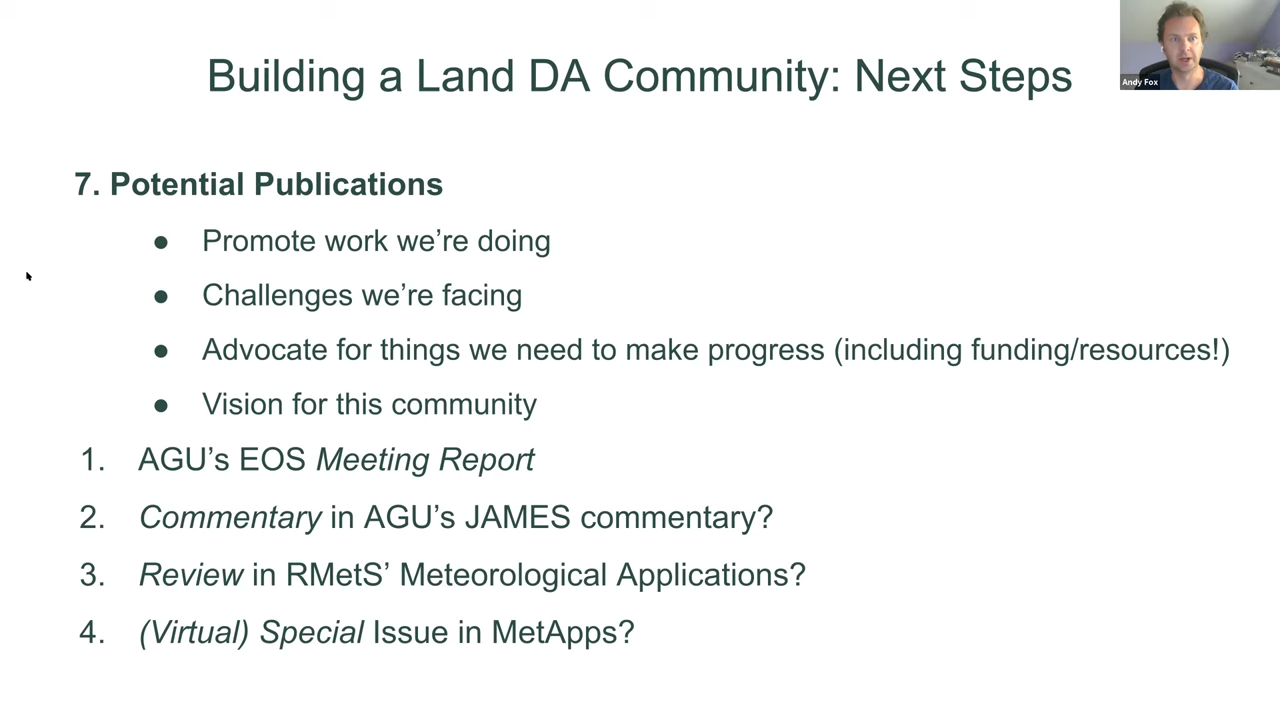 Building a Land DA Community: Next Steps
Andy Fox
7. Potential Publications
● Promote work we’re doing
● Challenges we’re facing
● Advocate for things we need to make progress (including funding/resources!)
● Vision for this community
1. AGU’s EOS Meeting Report
2. Commentary in AGU’s JAMES commentary?
3. Review in RMetS’ Meteorological Applications?
4. (Virtual) Special Issue in MetApps?